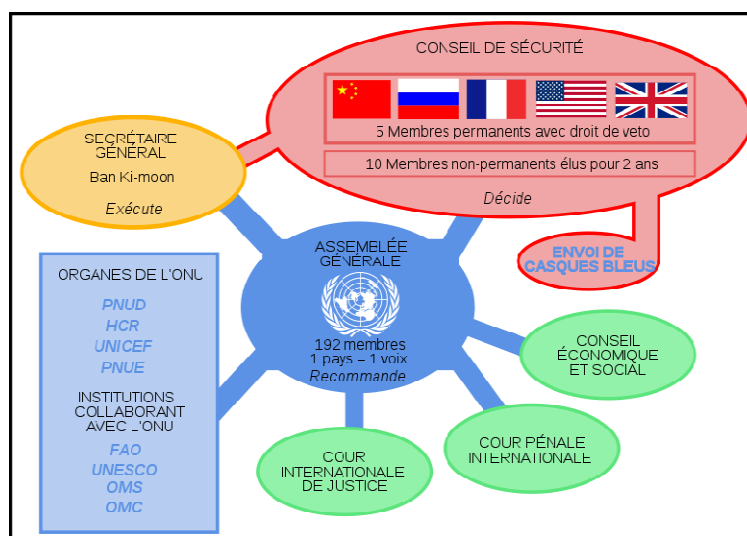 CONSEIL DE SÉCURITÉ
5 Membres permanents avec droit de veto
10 Membres non-permanents élus pour 2 ans
Décide
SECRÉTAIRE
GÉNÉRAL
Ban Ki-moon
Exécute
ENVOI DE
CASQUES BLEUS
ASSEMELÉE
GÉNÉRALE
192 membres
1 pays – 1 voix
Recommande
ORGANES DE L'ONU
PNUD
HCR
UNICEF
PNUE
INSTITUTIONS
COLLABORANT
AVEC L'ONU
FAO
UNESCO
OMS
OMC
CONSEIL
ÉCONOMIQUE
ET SOCIAL
COUR PÉNALE
INTERNATIONALE
COUR
INTERNATIONALE
DE JUSTICE